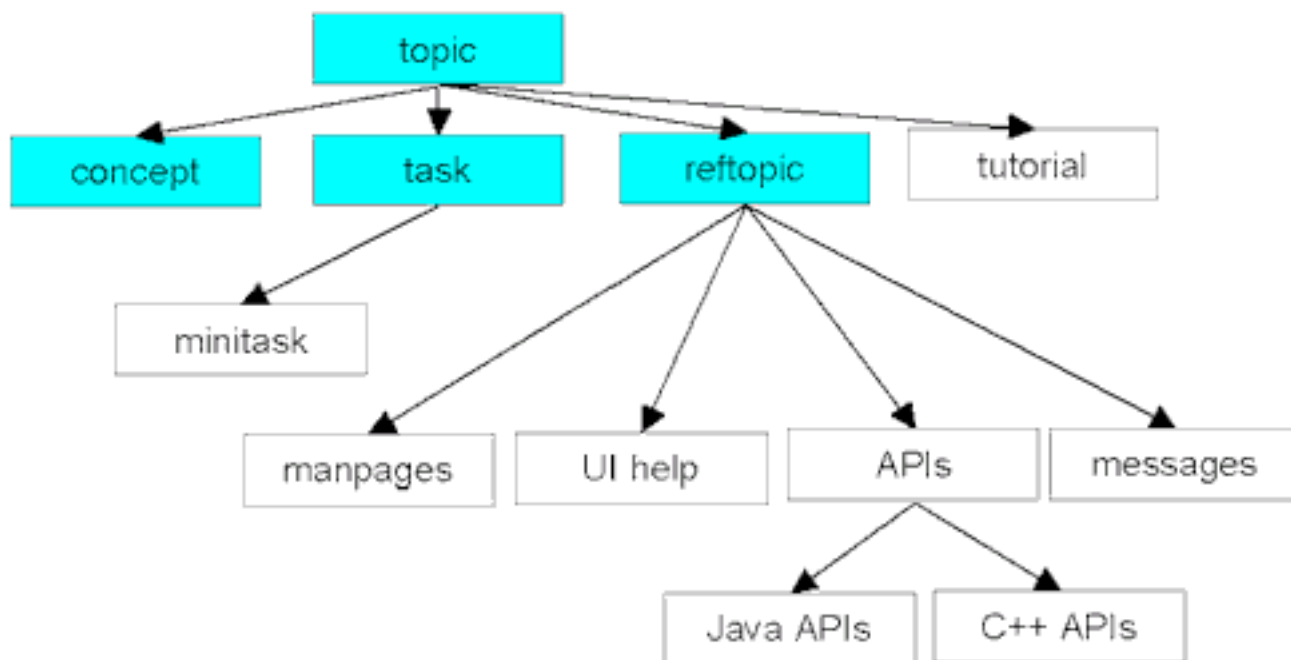 topic
concept
task
reftopic
tutorial
minitask
manpages
UI help
APIs
messages
Java APIs
C++ APIs